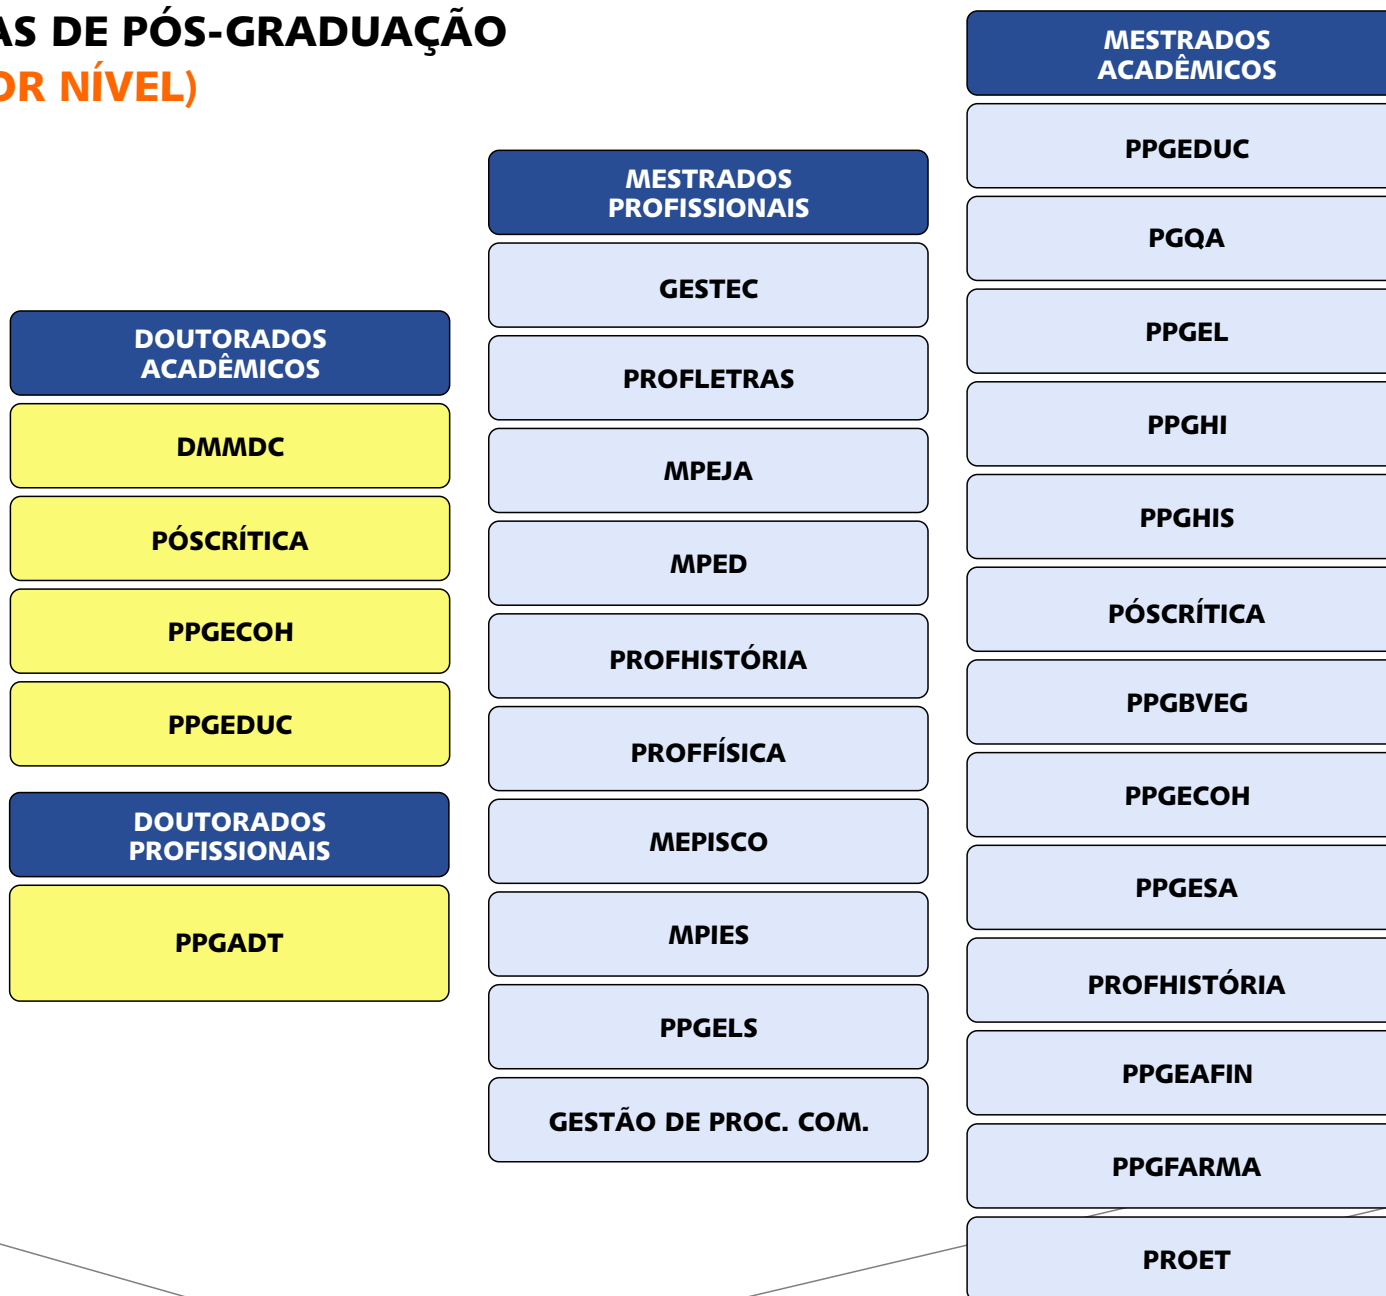 AS DE PÓS-GRADUAÇÃO
OR NÍVEL)
DOUTORADOS
ACADÊMICOS
DMMDC
PÓSCRÍTICA
PPGECOH
PPGEDUC
DOUTORADOS
PROFISSIONAIS
PPGADT
MESTRADOS
PROFISSIONAIS
GESTEC
PROFLETRAS
MPEJA
MPED
PROFHISTÓRIA
PROFFÍSICA
MEPISCO
MPIES
PPGELS
GESTÃO DE PROC. COM.
MESTRADOS
ACADÊMICOS
PPGEDUC
PGQA
PPGEL
PPGHI
PPGHIS
PÓSCRÍTICA
PPGBVEG
PPGECOH
PPGESA
PROFHISTÓRIA
PPGEAFIN
PPGFARMA
PROET